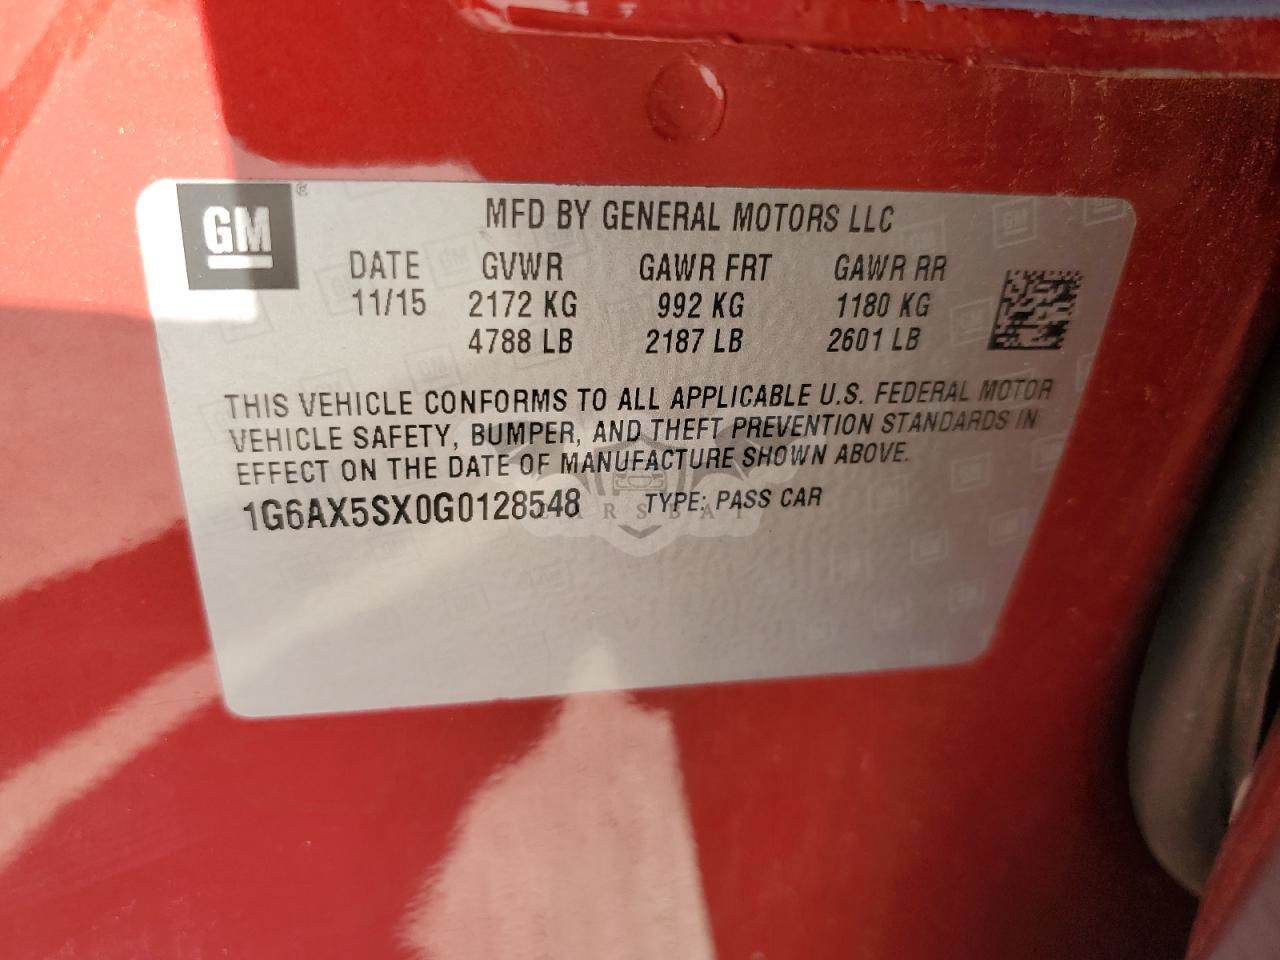 GM
MFD BY GENERAL MOTORS LLC
DATE GVWR GAWR FRT GAWR RR
11/15 2172 KG 992 KG 1180 KG
4788 LB 2187 LB 2601 LB
THIS VEHICLE CONFORMS TO ALL APPLICABLE U.S. FEDERAL MOTOR
VEHICLE SAFETY, BUMPER, AND THEFT PREVENTION STANDARDS IN
EFFECT ON THE DATE OF MANUFACTURE SHOWN ABOVE.
1G6AX5SX0G0128548 TYPE: PASS CAR
CARSBAT